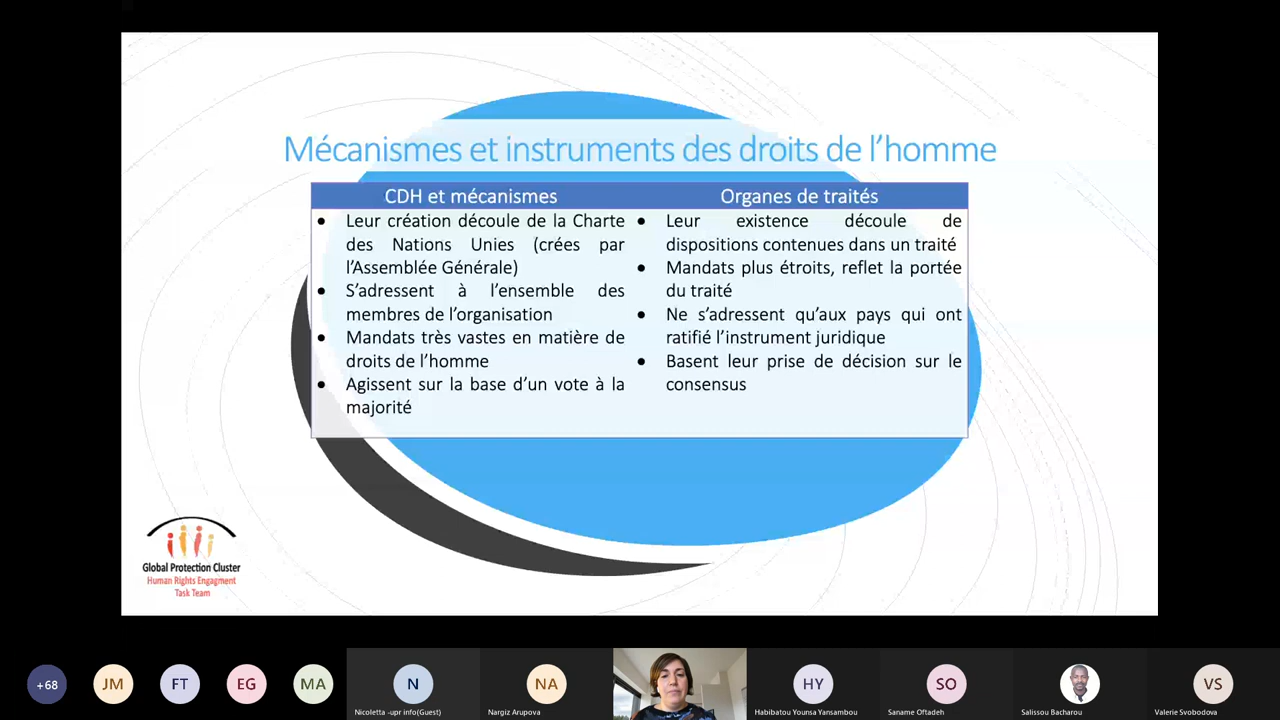 Mécanismes et instruments des droits de l'homme
CDH et mécanismes
Leur création découle de la Charte
des Nations Unies (crées par
l'Assemblée Générale)
S'adressent à l'ensemble des
membres de l'organisation
Mandats très vastes en matière de
droits de l'homme
Agissent sur la base d'un vote à la
majorité
Organes de traités
Leur existence découle de
dispositions contenues dans un traité
Mandats plus étroits, reflet la portée
du traité
Ne s'adressent qu'aux pays qui ont
ratifié l'instrument juridique
Basent leur prise de décision sur le
consensus
Global Protection Cluster
Human Rights Engagment
Task Team
+68
JM
FT
EG
MA
N
Nicoletta -upr info(Guest)
NA
Nargiz Arupova
HY
Habibatou Younsa Yansambou
SO
Saname Oftadeh
Salissou Bacharou
VS
Valerie Svobodova